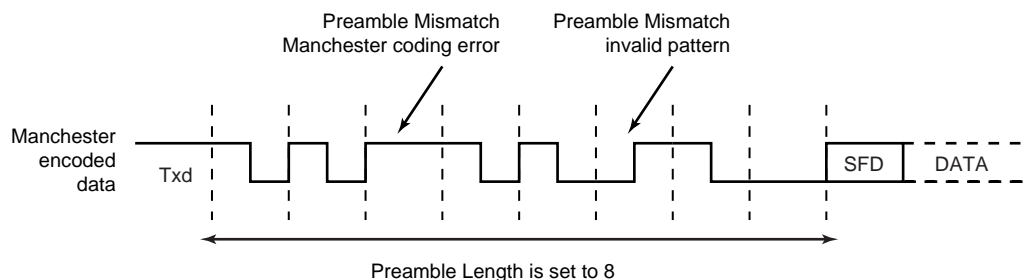 Preamble Mismatch
Manchester coding error
Preamble Mismatch
invalid pattern
Manchester
encoded
data
Txd
SFD
DATA
Preamble Length is set to 8